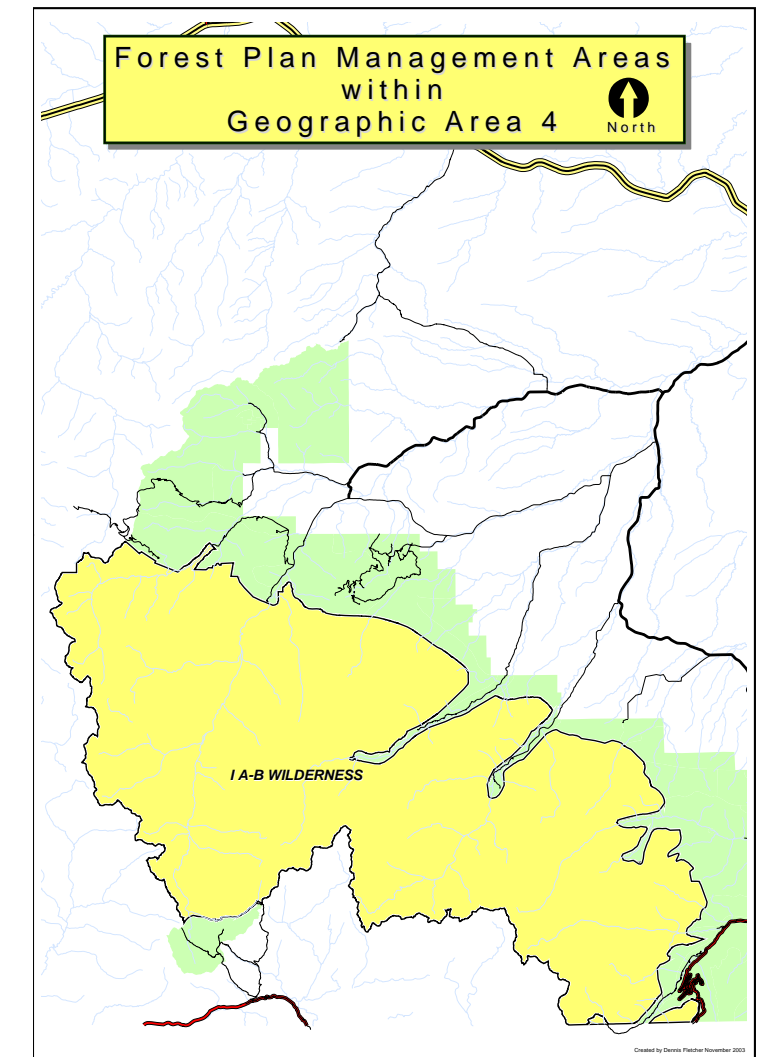 Forest Plan Management Areas
within
Geographic Area 4
North
I A-B WILDERNESS
Created by Dennis Fletcher November 2003